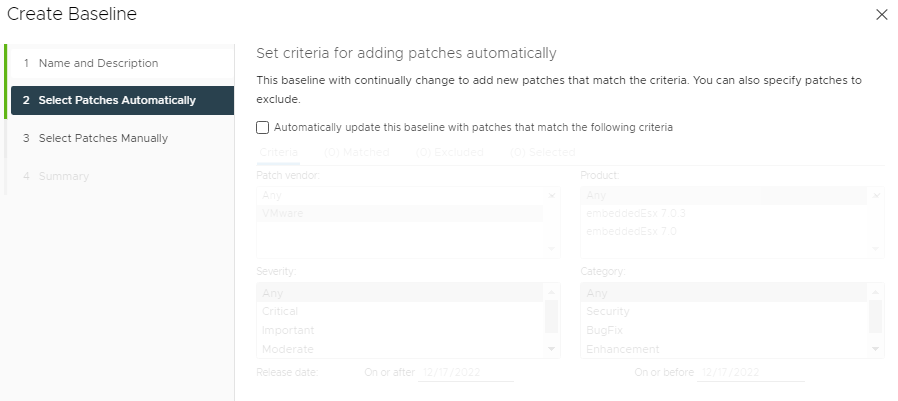 Create Baseline
1 Name and Description
2 Select Patches Automatically
3 Select Patches Manually
4 Summary
Set criteria for adding patches automatically
This baseline with continually change to add new patches that match the criteria. You can also specify patches to
exclude.
Automatically update this baseline with patches that match the following criteria
Criteria (0) Matched (0) Excluded (0) Selected
Patch vendor: Product:
Any Any
VMware embeddedEsx 7.0.3
embeddedEsx 7.0
Severity: Category:
Any Any
Critical Security
Important BugFix
Moderate Enhancement
Release date: On or after 12/17/2022 On or before 12/17/2022